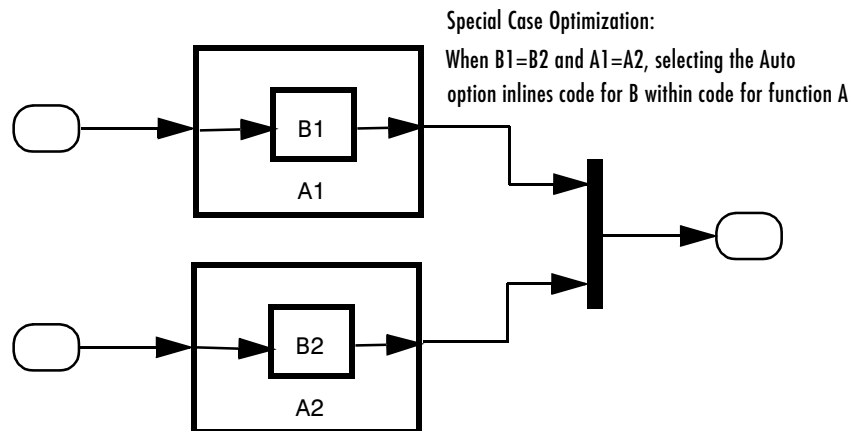 Special Case Optimization:
When B1=B2 and A1=A2, selecting the Auto
option inlines code for B within code for function A
B1
A1
B2
A2